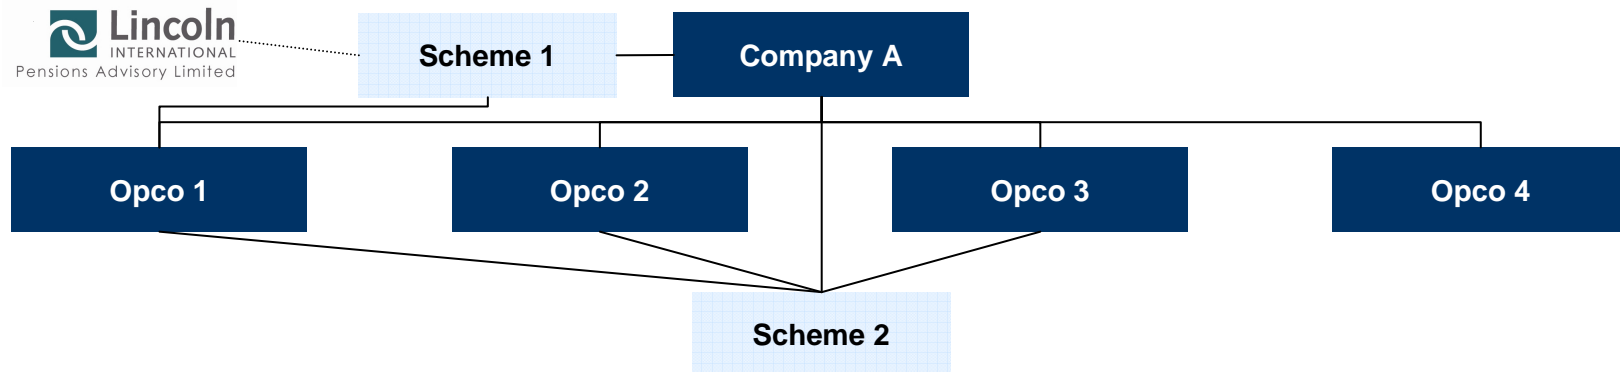 Lincoln
INTERNATIONAL
Pensions Advisory Limited
Scheme 1
Company A
Opco 1
Opco 2
Opco 3
Opco 4
Scheme 2